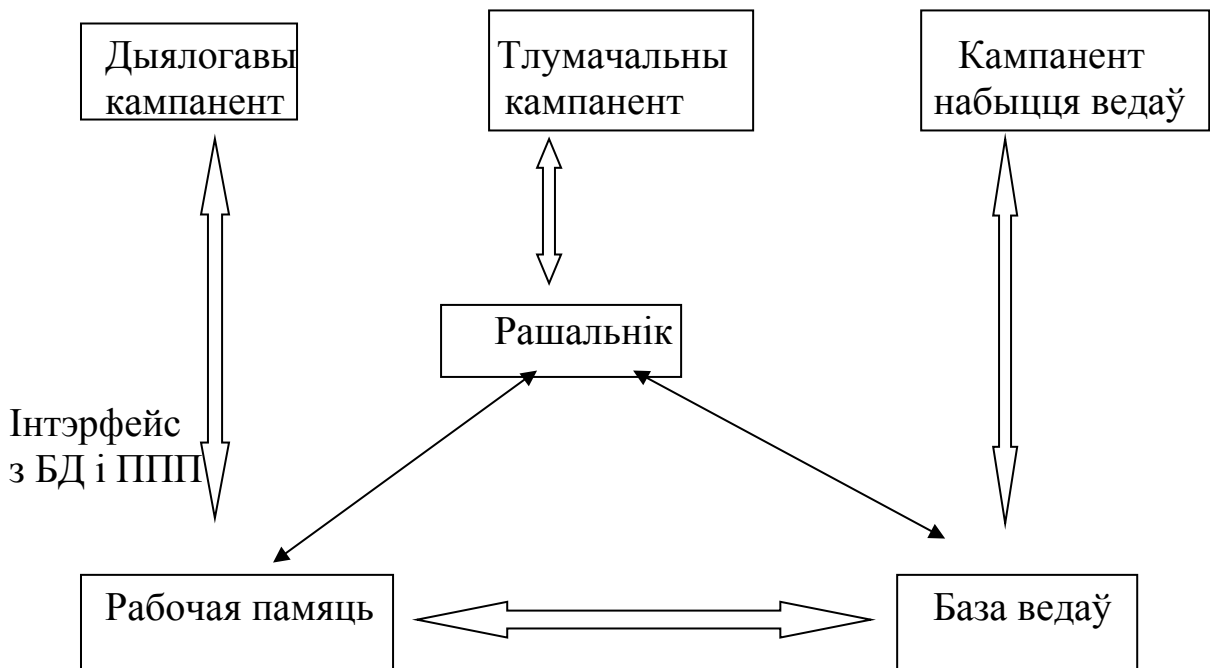 Дыялогавы
кампанент
Тлумачальны
кампанент
Кампанент
набыцця ведаў
Рашальнік
Інтэрфейс
з БД і ППП
Рабочая памяць
База ведаў